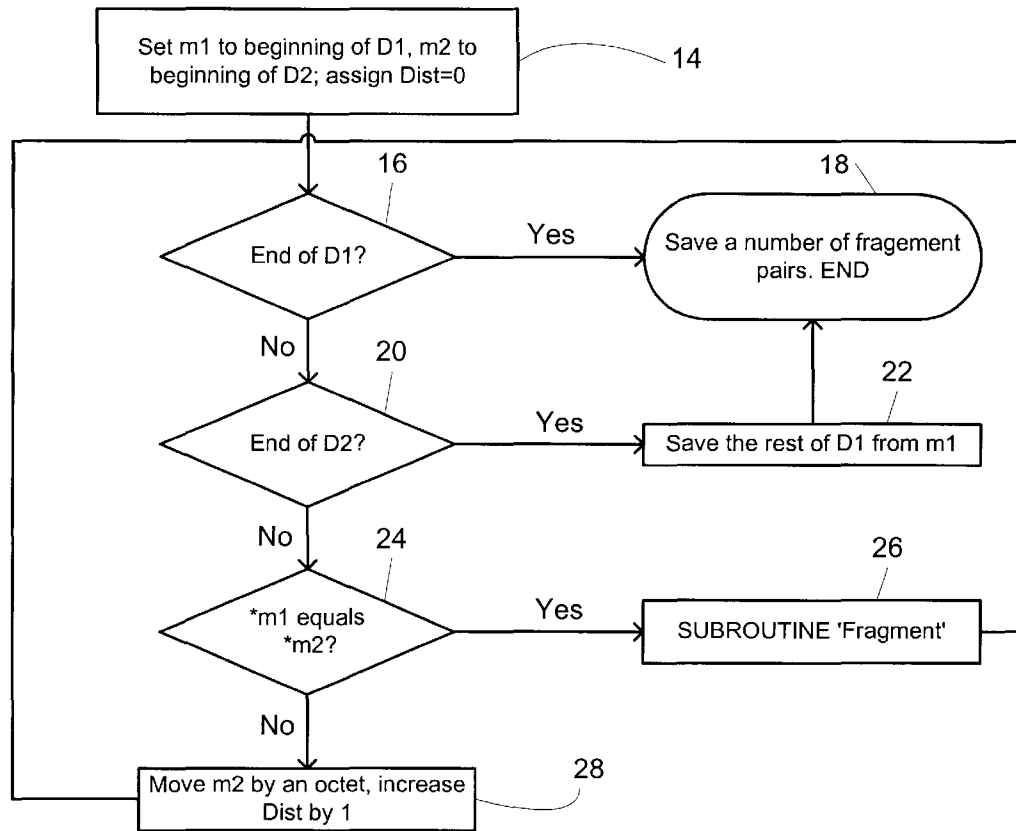 Set m1 to beginning of D1, m2 to
beginning of D2; assign Dist=0
14
16
18
End of D1?
Yes
Save a number of fragement
pairs. END
No
20
22
End of D2?
Yes
Save the rest of D1 from m1
No
24
26
*m1 equals
*m2?
Yes
SUBROUTINE 'Fragment'
No
28
Move m2 by an octet, increase
Dist by 1